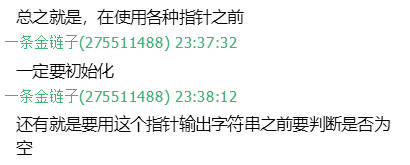 总之就是，在使用各种指针之前
一条金链子(275511488) 23:37:32
一定要初始化
一条金链子(275511488) 23:38:12
还有就是要用这个指针输出字符串之前要判断是否为
空